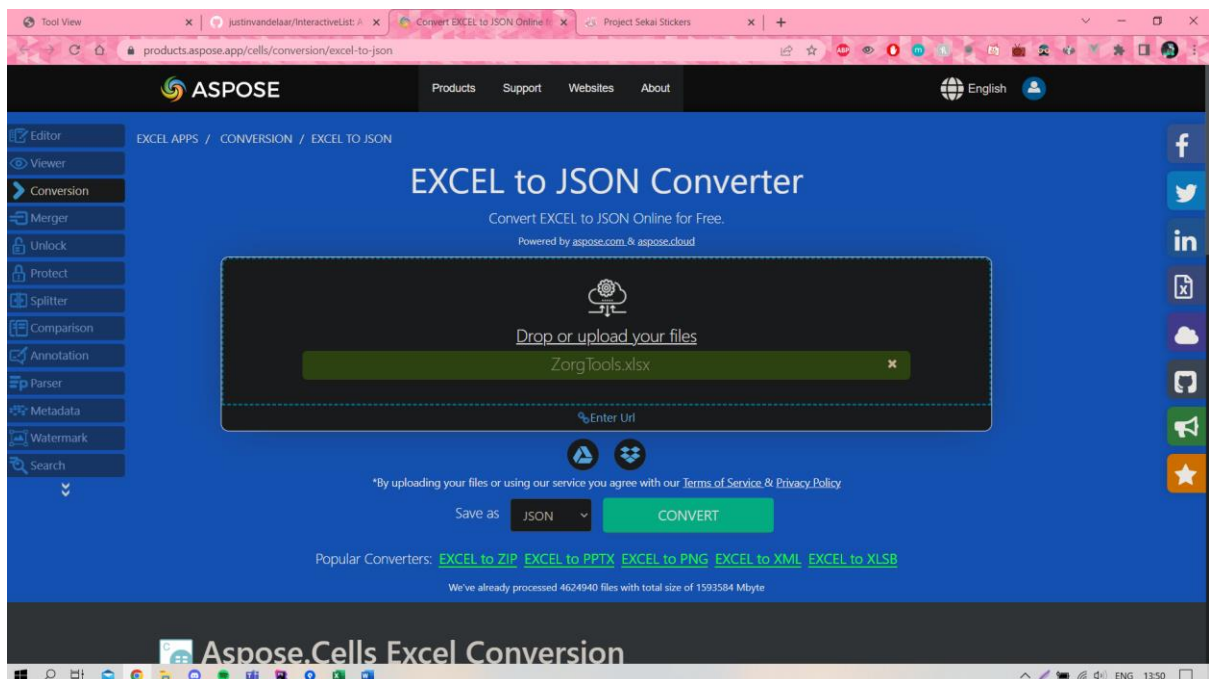 Tool View
justinvandelaar/InteractiveList: A
Convert EXCEL to JSON Online f
Project Sekai Stickers
products.aspose.app/cells/conversion/excel-to-json
ASPOSE
Products Support Websites About
English
Editor
Viewer
Conversion
Merger
Unlock
Protect
Splitter
Comparison
Annotation
Parser
Metadata
Watermark
Search
EXCEL APPS / CONVERSION / EXCEL TO JSON
EXCEL to JSON Converter
Convert EXCEL to JSON Online for Free.
Powered by aspose.com & aspose.cloud
Drop or upload your files
ZorgTools.xlsx
Enter Url
*By uploading your files or using our service you agree with our Terms of Service & Privacy Policy
Save as JSON CONVERT
Popular Converters: EXCEL to ZIP EXCEL to PPTX EXCEL to PNG EXCEL to XML EXCEL to XLSB
We've already processed 4624940 files with total size of 1593584 Mbyte
Aspose.Cells Excel Conversion
ENG 13:50